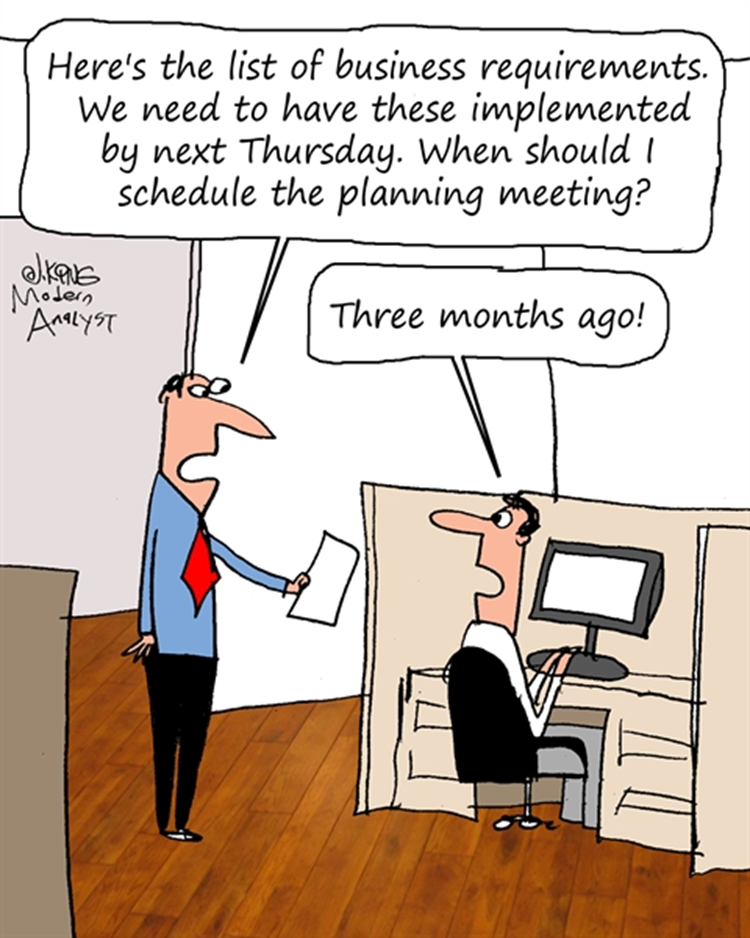 Here's the list of business requirements.
We need to have these implemented
by next Thursday. When should I
schedule the planning meeting?
@J.KONG
Modern
Analyst
Three months ago!